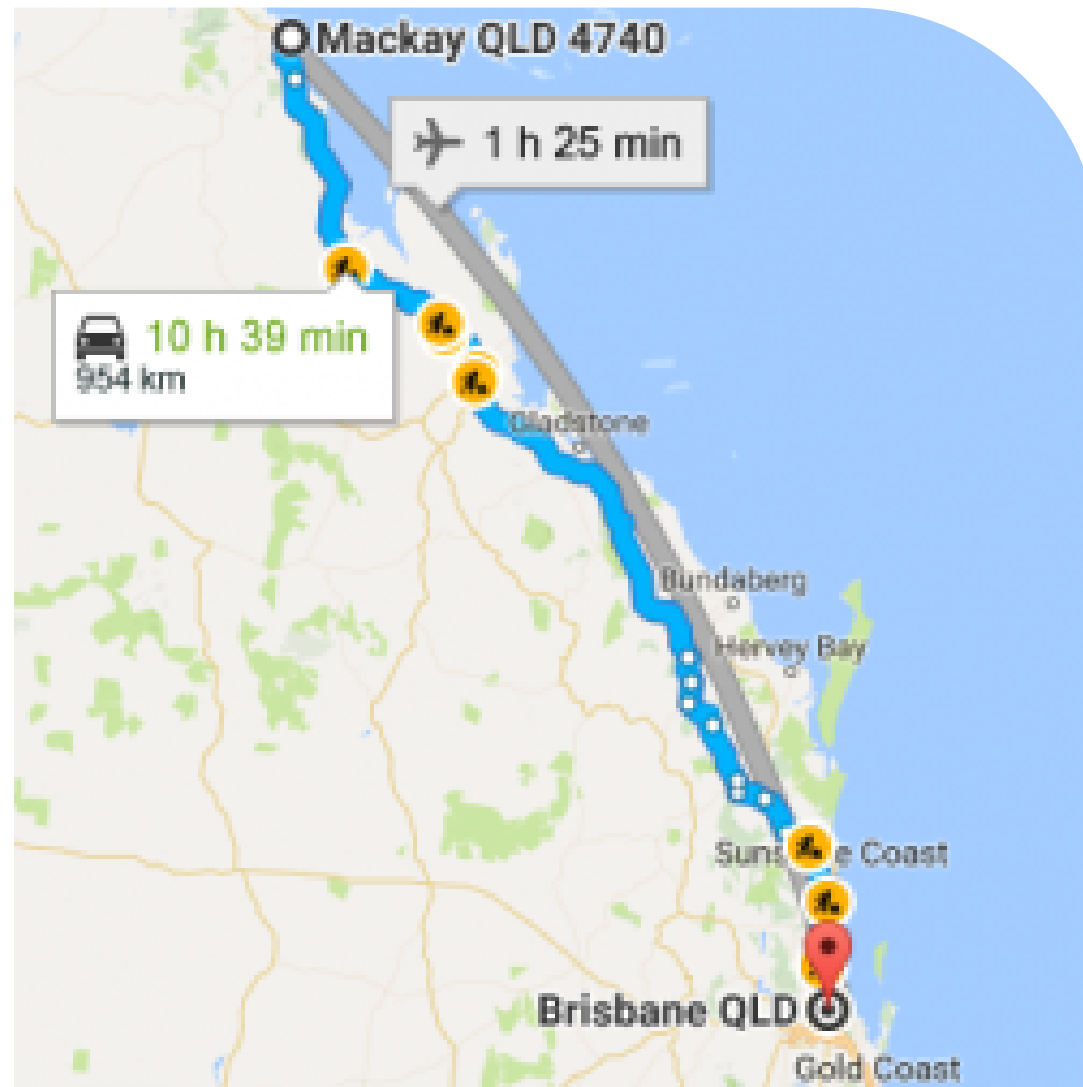 Mackay QLD 4740
1 h 25 min
10 h 39 min
954 km
Gladstone
Bundaberg
Hervey Bay
Coast
Brisbane QLD
Gold Coast